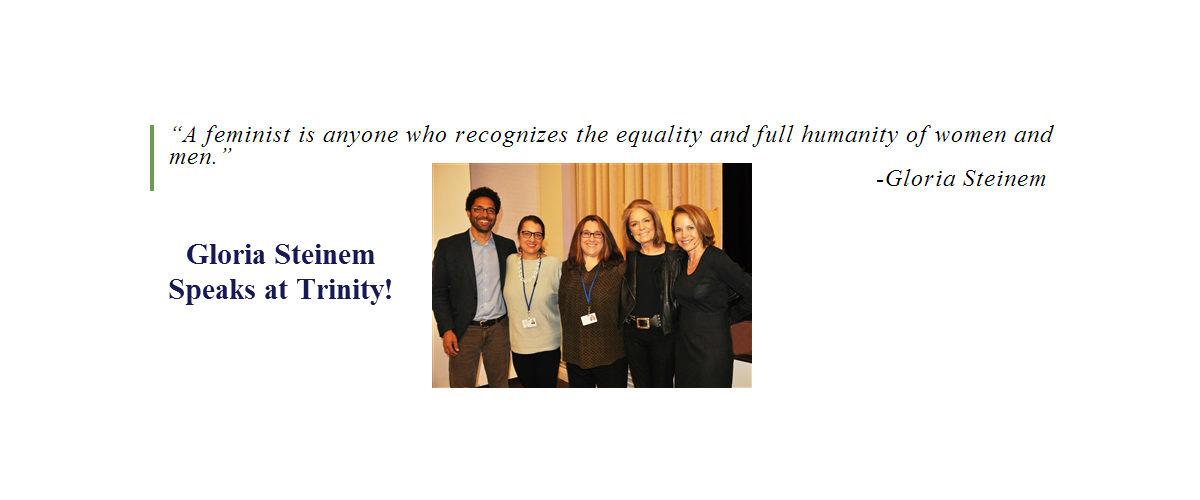 “A feminist is anyone who recognizes the equality and full humanity of women and
men.”
-Gloria Steinem
Gloria Steinem
Speaks at Trinity!